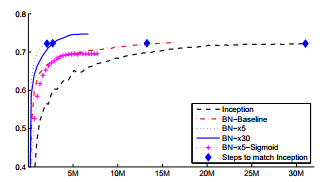 0.8
0.7
0.6
0.5
0.4
5M 10M 15M 20M 25M 30M
Inception
BN−Baseline
BN−x5
BN−x30
BN−x5−Sigmoid
Steps to match Inception